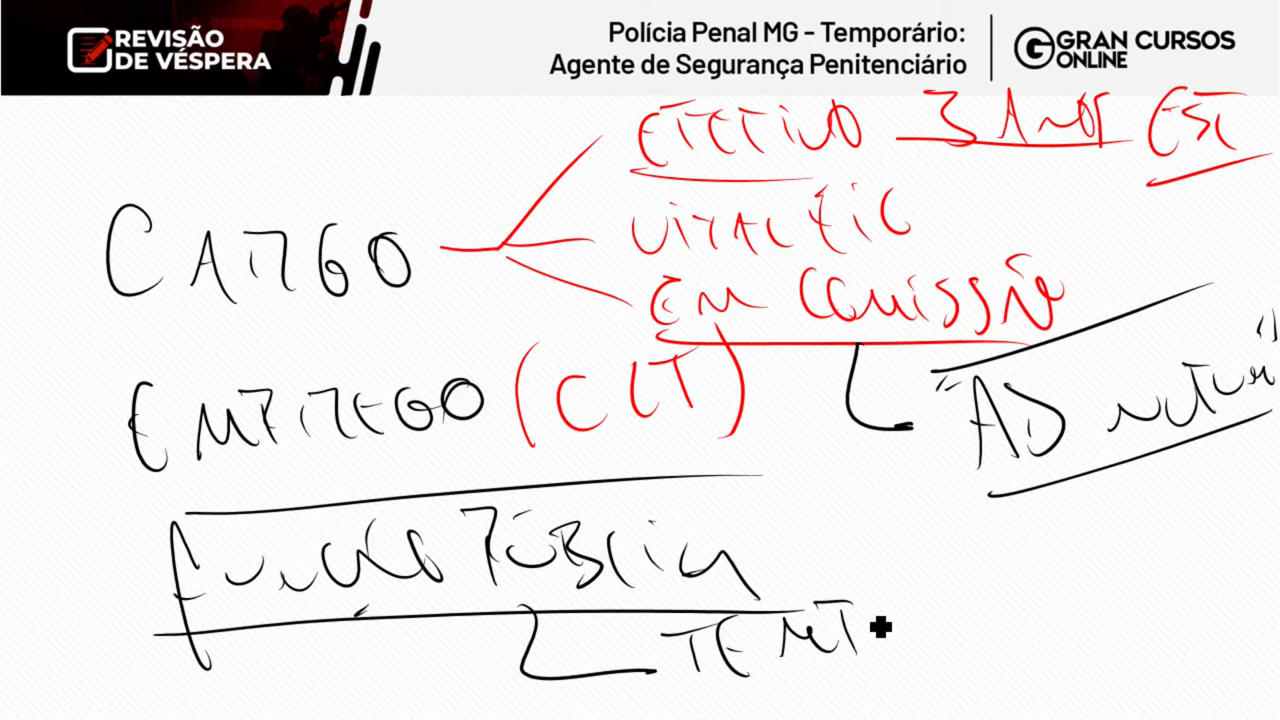 REVISÃO
DE VÉSPERA
Polícia Penal MG - Temporário:
Agente de Segurança Penitenciário
GRAN CURSOS
ONLINE
EFETIVO 3 ANOS EST
CARGO
VITALÍCIO
EM COMISSÃO
EMPREGO (CLT)
"AD nutum"
FUNÇÃO PÚBLICA
TEMP